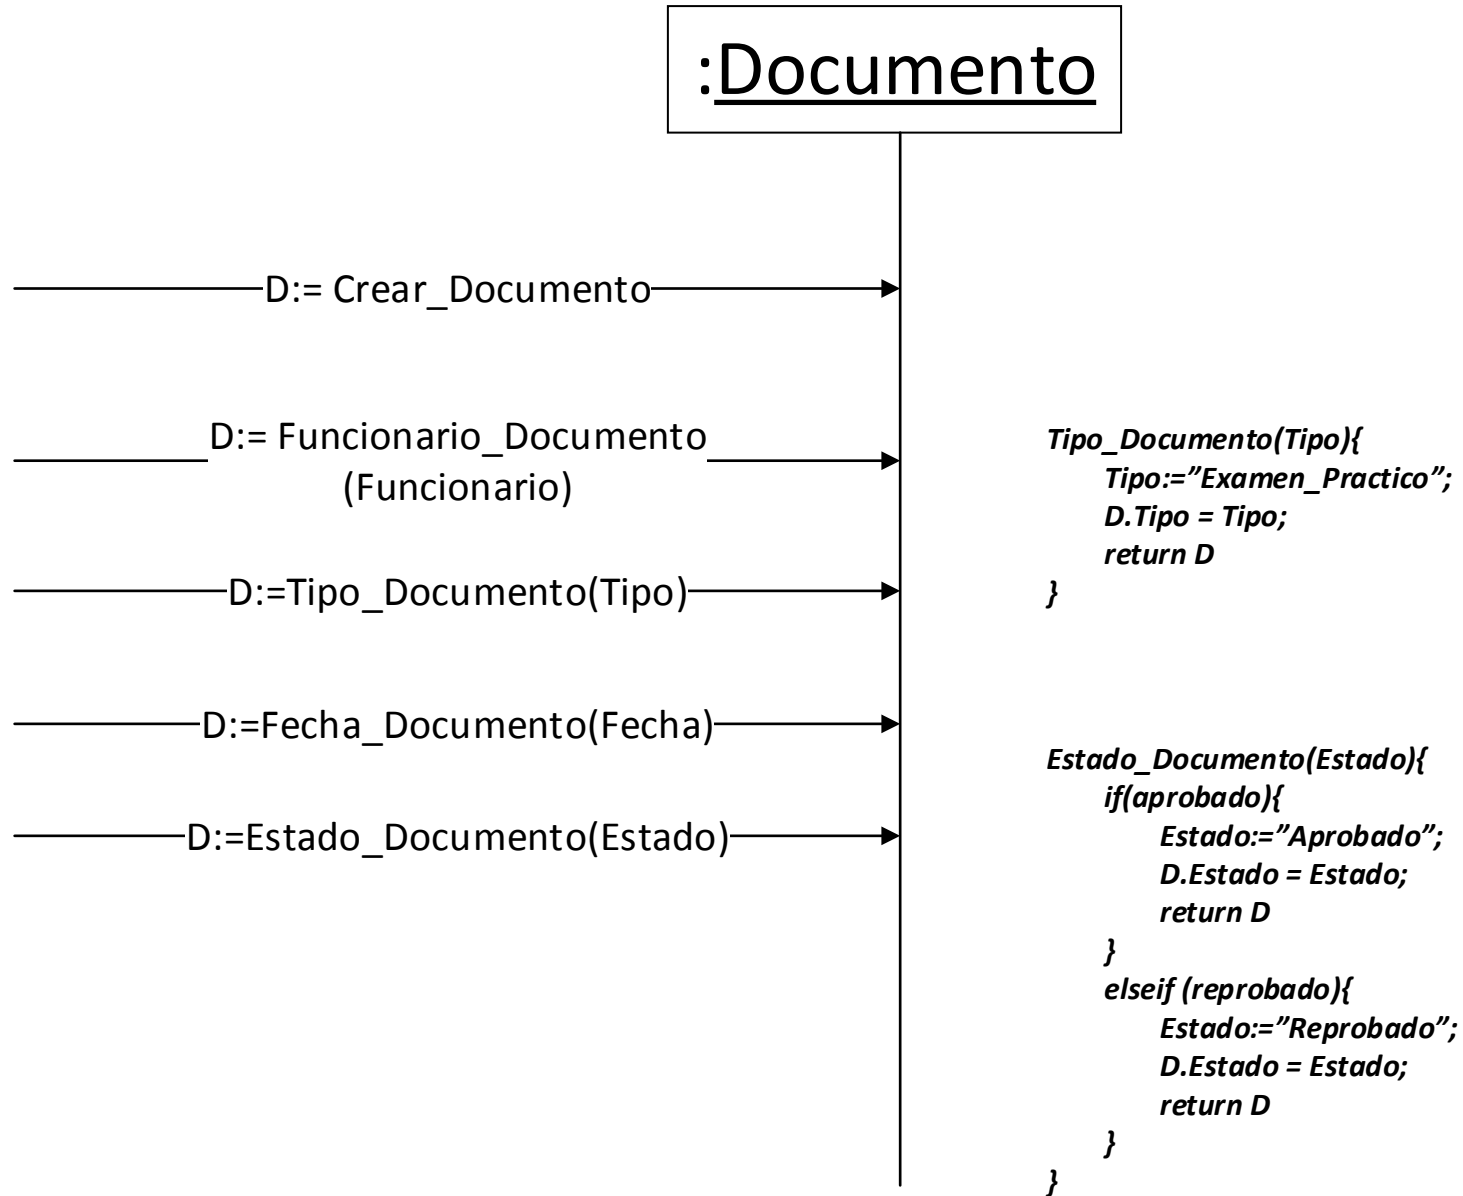 :Documento
D:= Crear_Documento
D:= Funcionario_Documento
(Funcionario)
D:=Tipo_Documento(Tipo)
D:=Fecha_Documento(Fecha)
D:=Estado_Documento(Estado)
Tipo_Documento(Tipo){
Tipo:=”Examen_Practico”;
D.Tipo = Tipo;
return D
}
Estado_Documento(Estado){
if(aprobado){
Estado:=”Aprobado”;
D.Estado = Estado;
return D
}
elseif (reprobado){
Estado:=”Reprobado”;
D.Estado = Estado;
return D
}
}